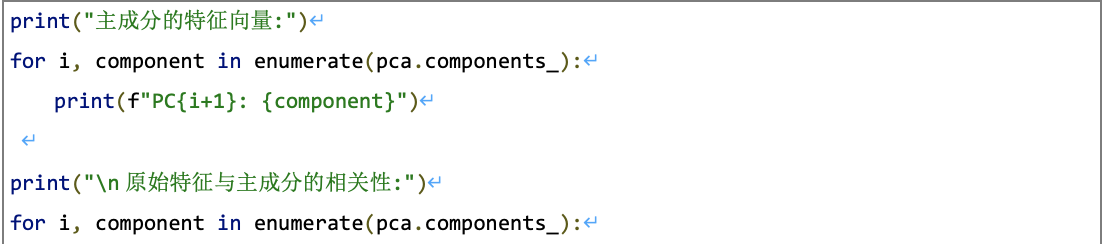 print("主成分的特征向量:")↵
for i, component in enumerate(pca.components_):↵
    print(f"PC{i+1}: {component}")↵
↵
print("\n 原始特征与主成分的相关性:")↵
for i, component in enumerate(pca.components_):↵